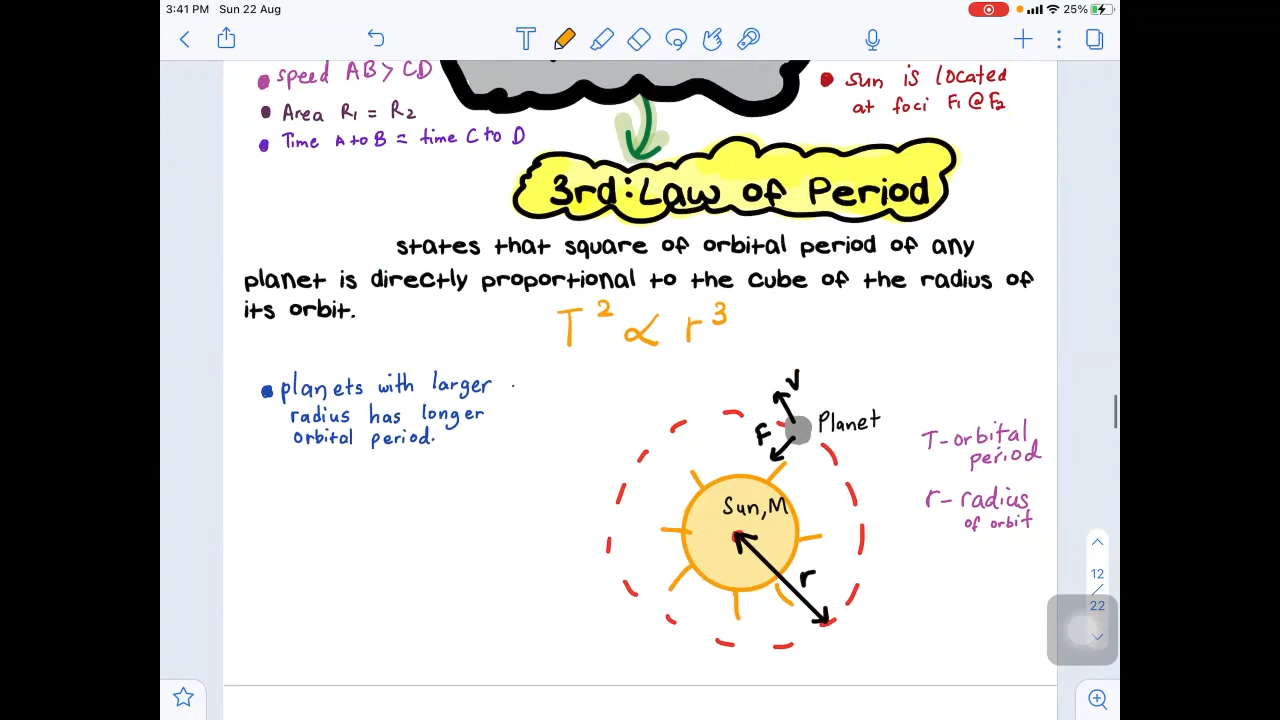 3:41 PM Sun 22 Aug
25%
speed AB > CD
Area R₁ = R₂
Time A to B = time C to D
sun is located
at foci F₁ @ F₂
3rd: Law of Period
states that square of orbital period of any
planet is directly proportional to the cube of the radius of
its orbit.
T² ∝ r³
planets with larger
radius has longer
orbital period.
V
F
Planet
Sun, M
r
T - orbital
period
r - radius
of orbit
12
/
22